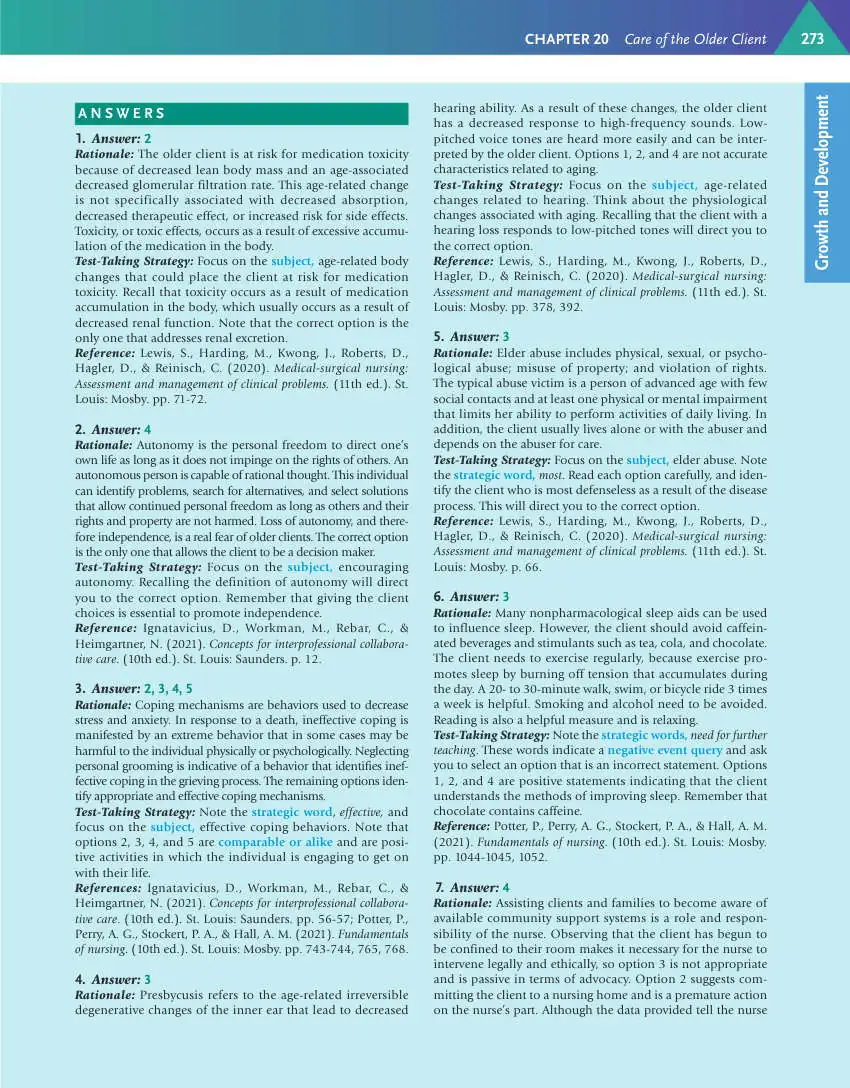 CHAPTER 20 Care of the Older Client 273
Growth and Development
ANSWERS
1. Answer: 2
Rationale: The older client is at risk for medication toxicity
because of decreased lean body mass and an age-associated
decreased glomerular filtration rate. This age-related change
is not specifically associated with decreased absorption,
decreased therapeutic effect, or increased risk for side effects.
Toxicity, or toxic effects, occurs as a result of excessive accumu-
lation of the medication in the body.
Test-Taking Strategy: Focus on the subject, age-related body
changes that could place the client at risk for medication
toxicity. Recall that toxicity occurs as a result of medication
accumulation in the body, which usually occurs as a result of
decreased renal function. Note that the correct option is the
only one that addresses renal excretion.
Reference: Lewis, S., Harding, M., Kwong, J., Roberts, D.,
Hagler, D., & Reinisch, C. (2020). Medical-surgical nursing:
Assessment and management of clinical problems. (11th ed.). St.
Louis: Mosby. pp. 71-72.
2. Answer: 4
Rationale: Autonomy is the personal freedom to direct one's
own life as long as it does not impinge on the rights of others. An
autonomous person is capable of rational thought. This individual
can identify problems, search for alternatives, and select solutions
that allow continued personal freedom as long as others and their
rights and property are not harmed. Loss of autonomy, and there-
fore independence, is a real fear of older clients. The correct option
is the only one that allows the client to be a decision maker.
Test-Taking Strategy: Focus on the subject, encouraging
autonomy. Recalling the definition of autonomy will direct
you to the correct option. Remember that giving the client
choices is essential to promote independence.
Reference: Ignatavicius, D., Workman, M., Rebar, C., &
Heimgartner, N. (2021). Concepts for interprofessional collabora-
tive care. (10th ed.). St. Louis: Saunders. p. 12.
3. Answer: 2, 3, 4, 5
Rationale: Coping mechanisms are behaviors used to decrease
stress and anxiety. In response to a death, ineffective coping is
manifested by an extreme behavior that in some cases may be
harmful to the individual physically or psychologically. Neglecting
personal grooming is indicative of a behavior that identifies inef-
fective coping in the grieving process. The remaining options iden-
tify appropriate and effective coping mechanisms.
Test-Taking Strategy: Note the strategic word, effective, and
focus on the subject, effective coping behaviors. Note that
options 2, 3, 4, and 5 are comparable or alike and are posi-
tive activities in which the individual is engaging to get on
with their life.
References: Ignatavicius, D., Workman, M., Rebar, C., &
Heimgartner, N. (2021). Concepts for interprofessional collabora-
tive care. (10th ed.). St. Louis: Saunders. pp. 56-57; Potter, P.,
Perry, A. G., Stockert, P. A., & Hall, A. M. (2021). Fundamentals
of nursing. (10th ed.). St. Louis: Mosby. pp. 743-744, 765, 768.
4. Answer: 3
Rationale: Presbycusis refers to the age-related irreversible
degenerative changes of the inner ear that lead to decreased
hearing ability. As a result of these changes, the older client
has a decreased response to high-frequency sounds. Low-
pitched voice tones are heard more easily and can be inter-
preted by the older client. Options 1, 2, and 4 are not accurate
characteristics related to aging.
Test-Taking Strategy: Focus on the subject, age-related
changes related to hearing. Think about the physiological
changes associated with aging. Recalling that the client with a
hearing loss responds to low-pitched tones will direct you to
the correct option.
Reference: Lewis, S., Harding, M., Kwong, J., Roberts, D.,
Hagler, D., & Reinisch, C. (2020). Medical-surgical nursing:
Assessment and management of clinical problems. (11th ed.). St.
Louis: Mosby. pp. 378, 392.
5. Answer: 3
Rationale: Elder abuse includes physical, sexual, or psycho-
logical abuse; misuse of property; and violation of rights.
The typical abuse victim is a person of advanced age with few
social contacts and at least one physical or mental impairment
that limits her ability to perform activities of daily living. In
addition, the client usually lives alone or with the abuser and
depends on the abuser for care.
Test-Taking Strategy: Focus on the subject, elder abuse. Note
the strategic word, most. Read each option carefully, and iden-
tify the client who is most defenseless as a result of the disease
process. This will direct you to the correct option.
Reference: Lewis, S., Harding, M., Kwong, J., Roberts, D.,
Hagler, D., & Reinisch, C. (2020). Medical-surgical nursing:
Assessment and management of clinical problems. (11th ed.). St.
Louis: Mosby. p. 66.
6. Answer: 3
Rationale: Many nonpharmacological sleep aids can be used
to influence sleep. However, the client should avoid caffein-
ated beverages and stimulants such as tea, cola, and chocolate.
The client needs to exercise regularly, because exercise pro-
motes sleep by burning off tension that accumulates during
the day. A 20- to 30-minute walk, swim, or bicycle ride 3 times
a week is helpful. Smoking and alcohol need to be avoided.
Reading is also a helpful measure and is relaxing.
Test-Taking Strategy: Note the strategic words, need for further
teaching. These words indicate a negative event query and ask
you to select an option that is an incorrect statement. Options
1, 2, and 4 are positive statements indicating that the client
understands the methods of improving sleep. Remember that
chocolate contains caffeine.
Reference: Potter, P., Perry, A. G., Stockert, P. A., & Hall, A. M.
(2021). Fundamentals of nursing. (10th ed.). St. Louis: Mosby.
pp. 1044-1045, 1052.
7. Answer: 4
Rationale: Assisting clients and families to become aware of
available community support systems is a role and respon-
sibility of the nurse. Observing that the client has begun to
be confined to their room makes it necessary for the nurse to
intervene legally and ethically, so option 3 is not appropriate
and is passive in terms of advocacy. Option 2 suggests com-
mitting the client to a nursing home and is a premature action
on the nurse's part. Although the data provided tell the nurse